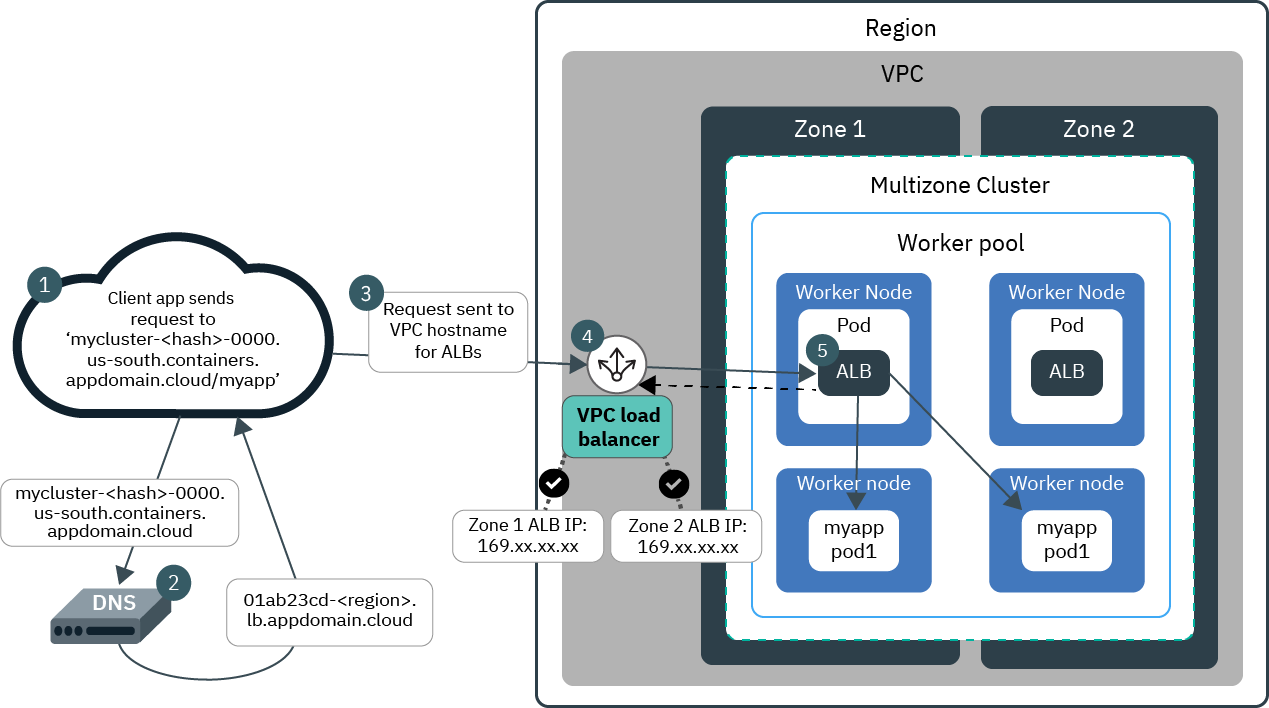 Region
VPC
Zone 1
Zone 2
Multizone Cluster
Worker pool
1
Client app sends
request to
‘mycluster-<hash>-0000.
us-south.containers.
appdomain.cloud/myapp’
mycluster-<hash>-0000.
us-south.containers.
appdomain.cloud
2
DNS
01ab23cd-<region>.
lb.appdomain.cloud
3
Request sent to
VPC hostname
for ALBs
4
VPC load
balancer
Zone 1 ALB IP:
169.xx.xx.xx
Zone 2 ALB IP:
169.xx.xx.xx
Worker Node
Pod
5
ALB
Worker Node
Pod
ALB
Worker node
myapp
pod1
Worker node
myapp
pod1